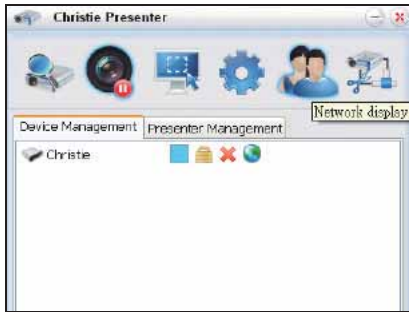 Christie Presenter
Network display
Device Management Presenter Management
Christie